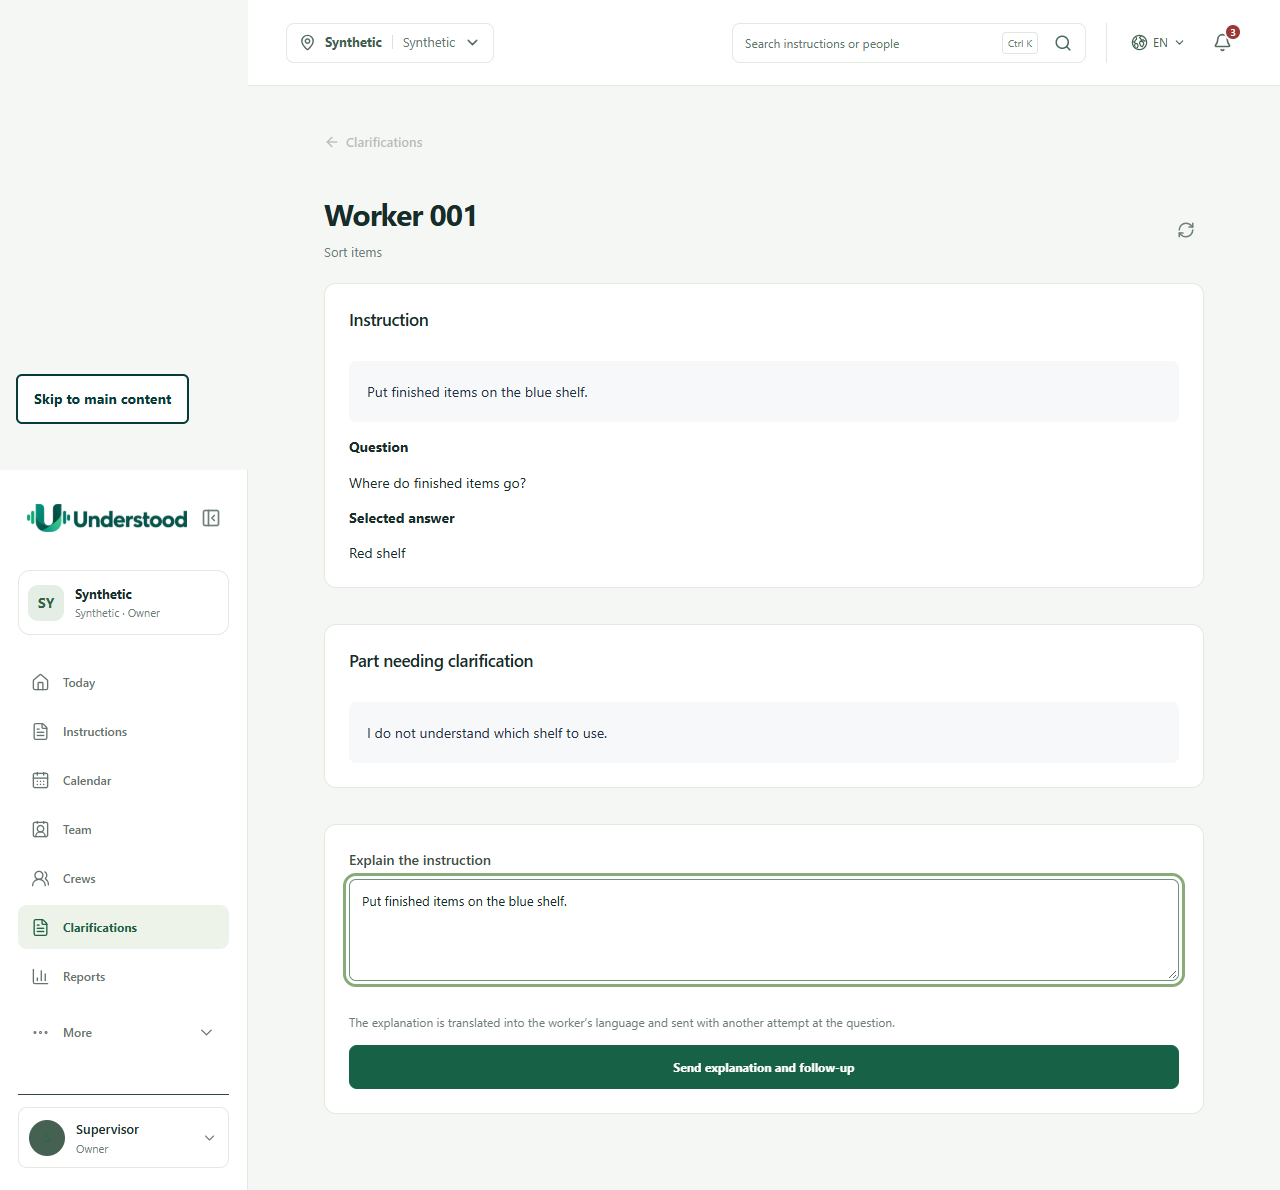 Synthetic
Synthetic
Search instructions or people
Ctrl K
EN
3
Clarifications
Worker 001
Sort items
Instruction
Put finished items on the blue shelf.
Question
Where do finished items go?
Selected answer
Red shelf
Part needing clarification
I do not understand which shelf to use.
Explain the instruction
Put finished items on the blue shelf.
The explanation is translated into the worker's language and sent with another attempt at the question.
Send explanation and follow-up
Skip to main content
Understood
SY
Synthetic
Synthetic · Owner
Today
Instructions
Calendar
Team
Crews
Clarifications
Reports
More
Supervisor
Owner